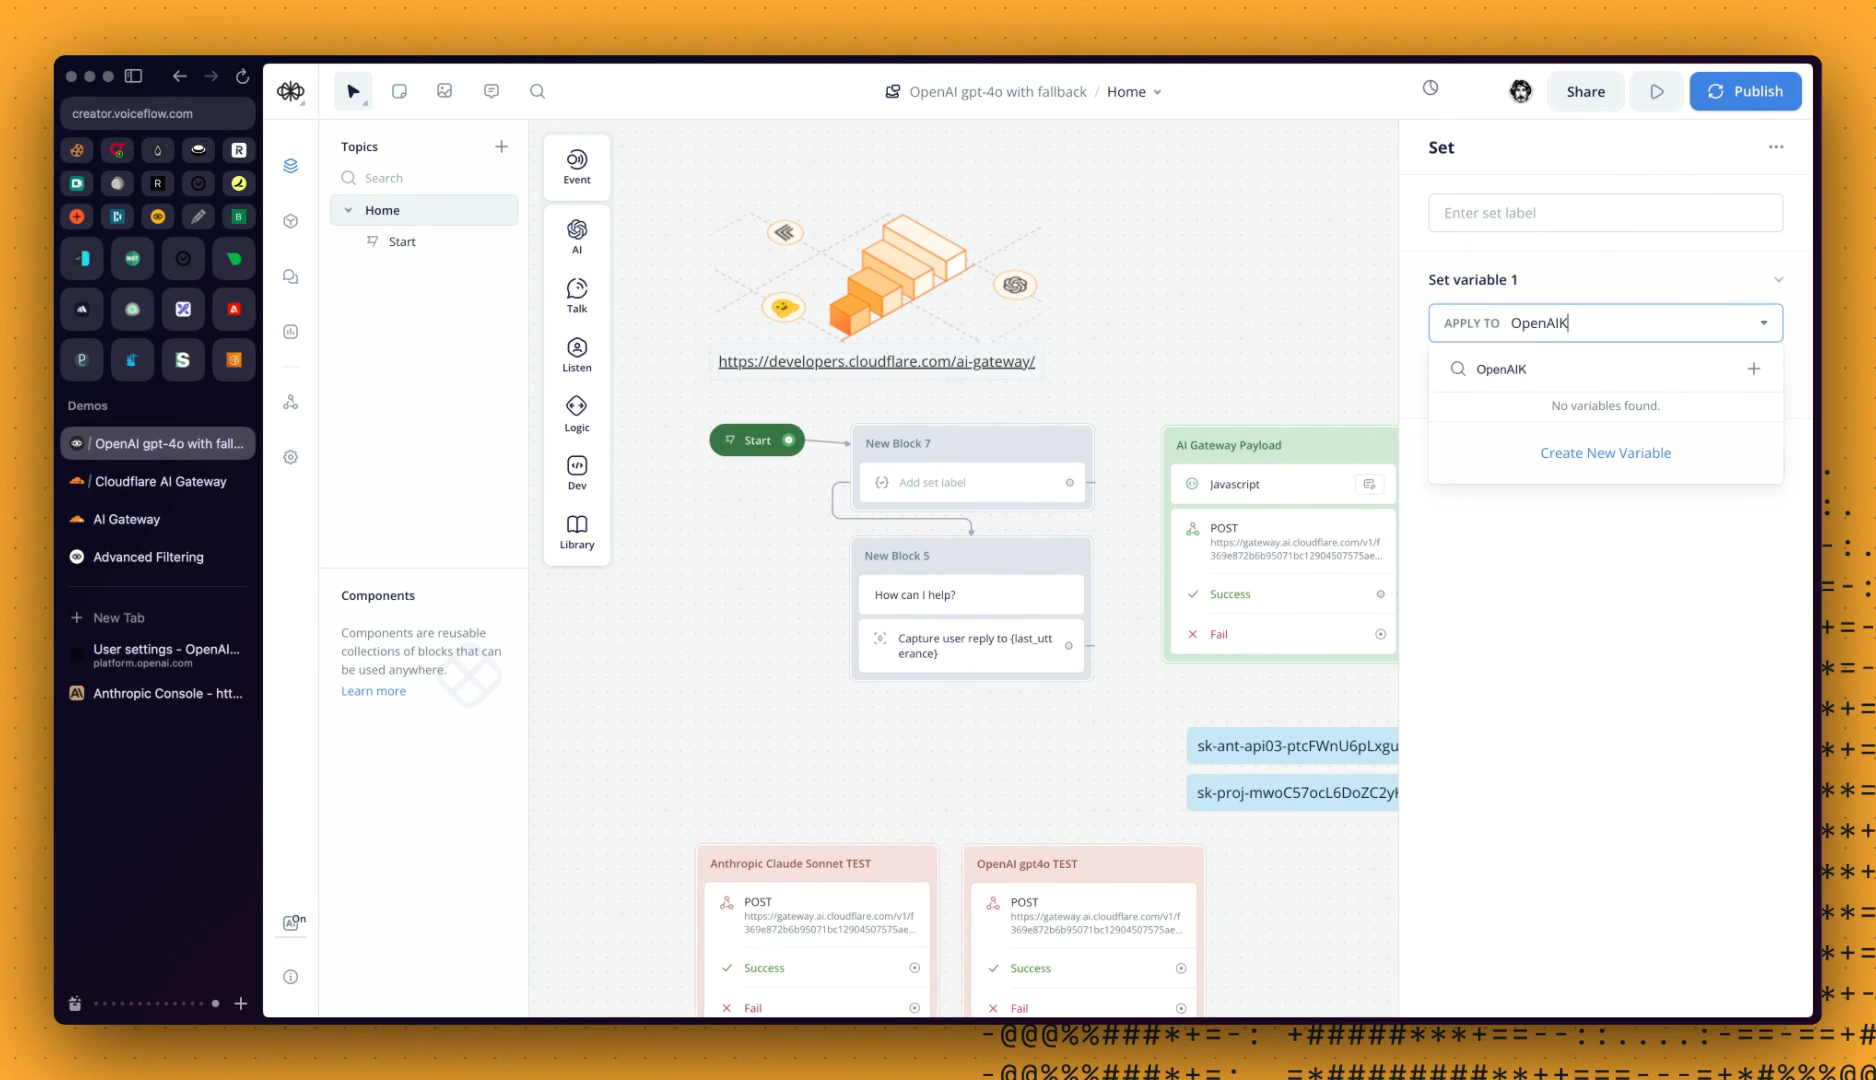 creator.voiceflow.com
R
R
B
Demos
/ OpenAI gpt-4o with fall...
/ Cloudflare AI Gateway
AI Gateway
Advanced Filtering
New Tab
User settings - OpenAI...
platform.openai.com
Anthropic Console - htt...
OpenAI gpt-4o with fallback / Home
Share
Publish
Topics
Search
Home
Start
Components
Components are reusable
collections of blocks that can
be used anywhere.
Learn more
Event
AI
Talk
Listen
Logic
Dev
Library
https://developers.cloudflare.com/ai-gateway/
Start
New Block 7
Add set label
New Block 5
How can I help?
Capture user reply to {last_utt
erance}
AI Gateway Payload
Javascript
POST
https://gateway.ai.cloudflare.com/v1/f
369e872b6b95071bc12904507575ae...
Success
Fail
sk-ant-api03-ptcFWnU6pLxgu
sk-proj-mwoC57ocL6DoZC2yH
Anthropic Claude Sonnet TEST
POST
https://gateway.ai.cloudflare.com/v1/f
369e872b6b95071bc12904507575ae...
Success
Fail
OpenAI gpt4o TEST
POST
https://gateway.ai.cloudflare.com/v1/f
369e872b6b95071bc12904507575ae...
Success
Fail
Set
Enter set label
Set variable 1
APPLY TO OpenAIK
OpenAIK
No variables found.
Create New Variable